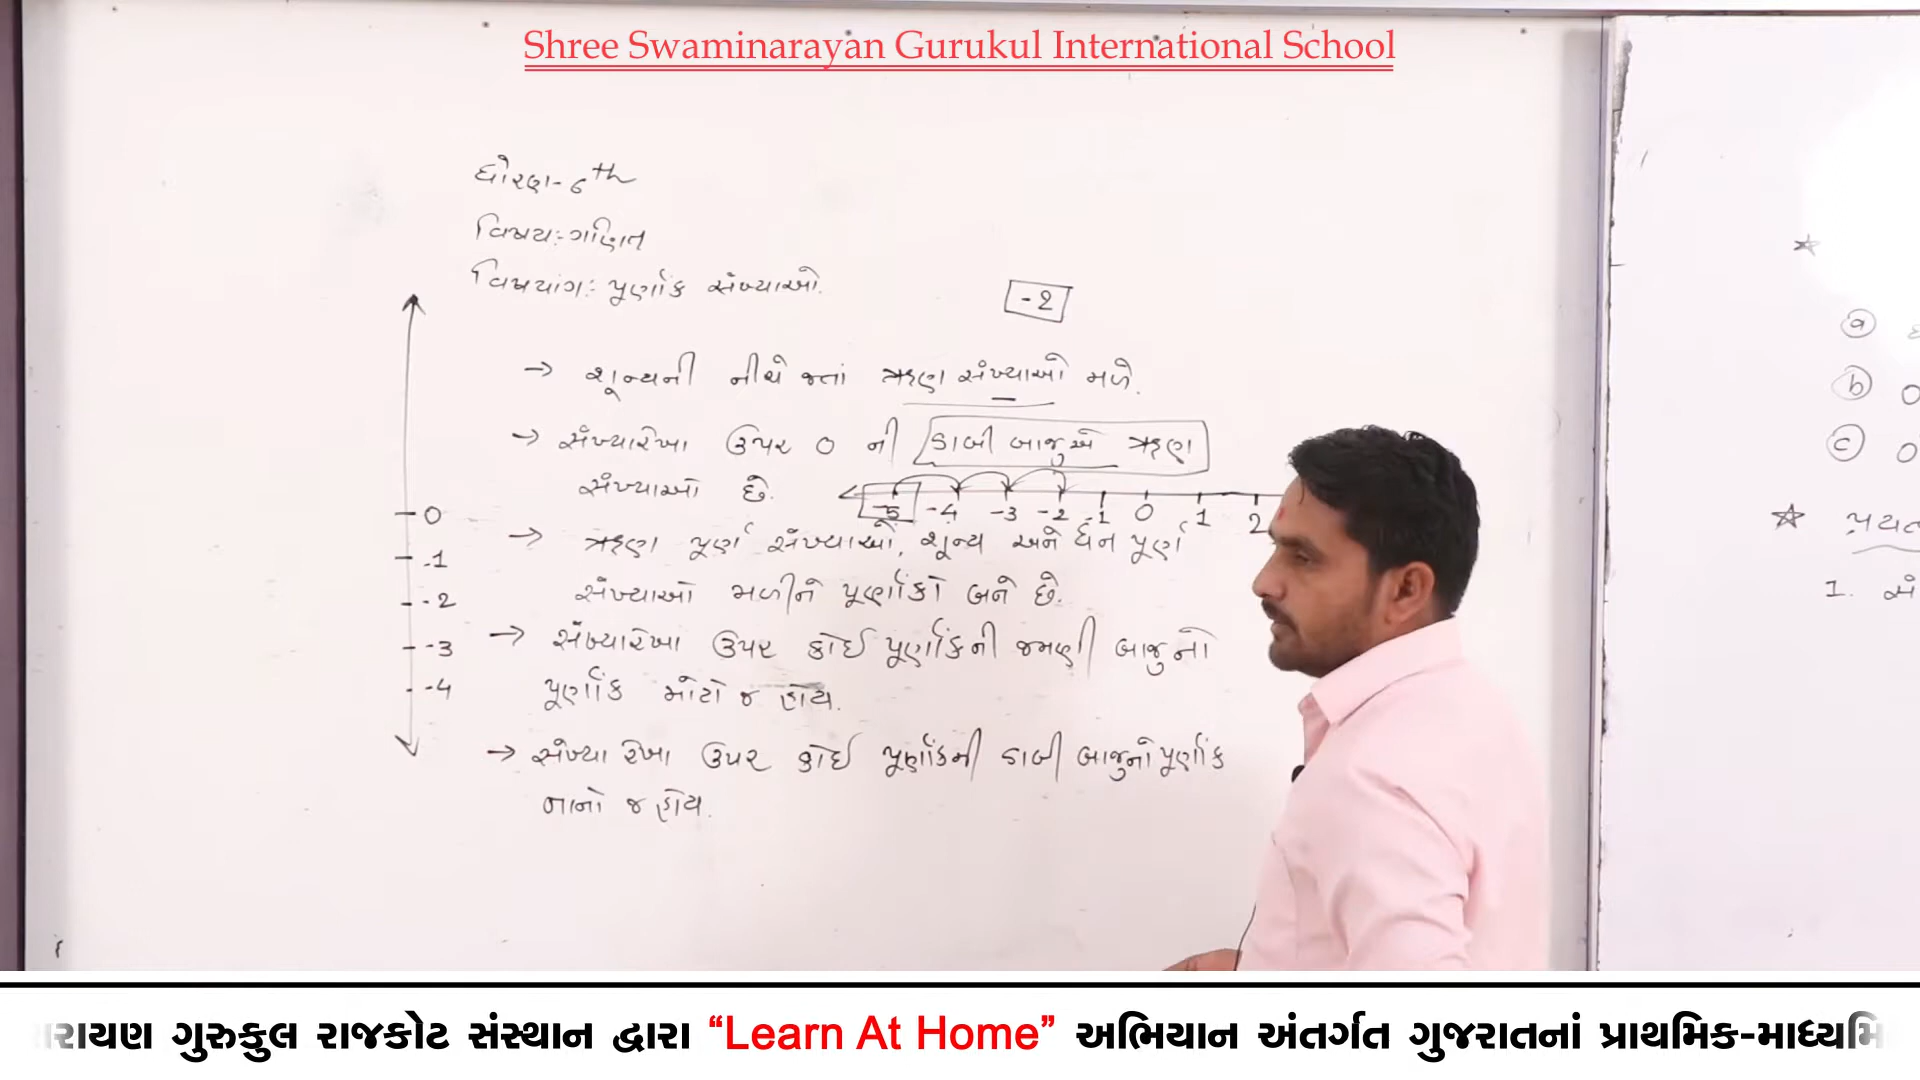 Shree Swaminarayan Gurukul International School
ધોરણ-6th
વિષય:-ગણિત
વિષયાંગ:- પૂર્ણાંક સંખ્યાઓ.
-2
→ શૂન્યની નીચે જતાં ઋણ સંખ્યાઓ મળે.
→ સંખ્યારેખા ઉપર 0 ની ડાબી બાજુએ ઋણ
સંખ્યાઓ છે.
-5 -4 -3 -2 -1 0 1 2
→ ઋણ પૂર્ણ સંખ્યાઓ, શૂન્ય અને ધન પૂર્ણ
સંખ્યાઓ મળીને પૂર્ણાંકો બને છે.
→ સંખ્યારેખા ઉપર કોઈ પૂર્ણાંકની જમણી બાજુનો
પૂર્ણાંક મોટો જ હોય.
→ સંખ્યા રેખા ઉપર કોઈ પૂર્ણાંકની ડાબી બાજુનો પૂર્ણાંક
નાનો જ હોય.
0
-1
-2
-3
-4
a
b 0
c 0
1. સં
રાયણ ગુરુકુલ રાજકોટ સંસ્થાન દ્વારા “Learn At Home” અભિયાન અંતર્ગત ગુજરાતનાં પ્રાથમિક-માધ્યમિ